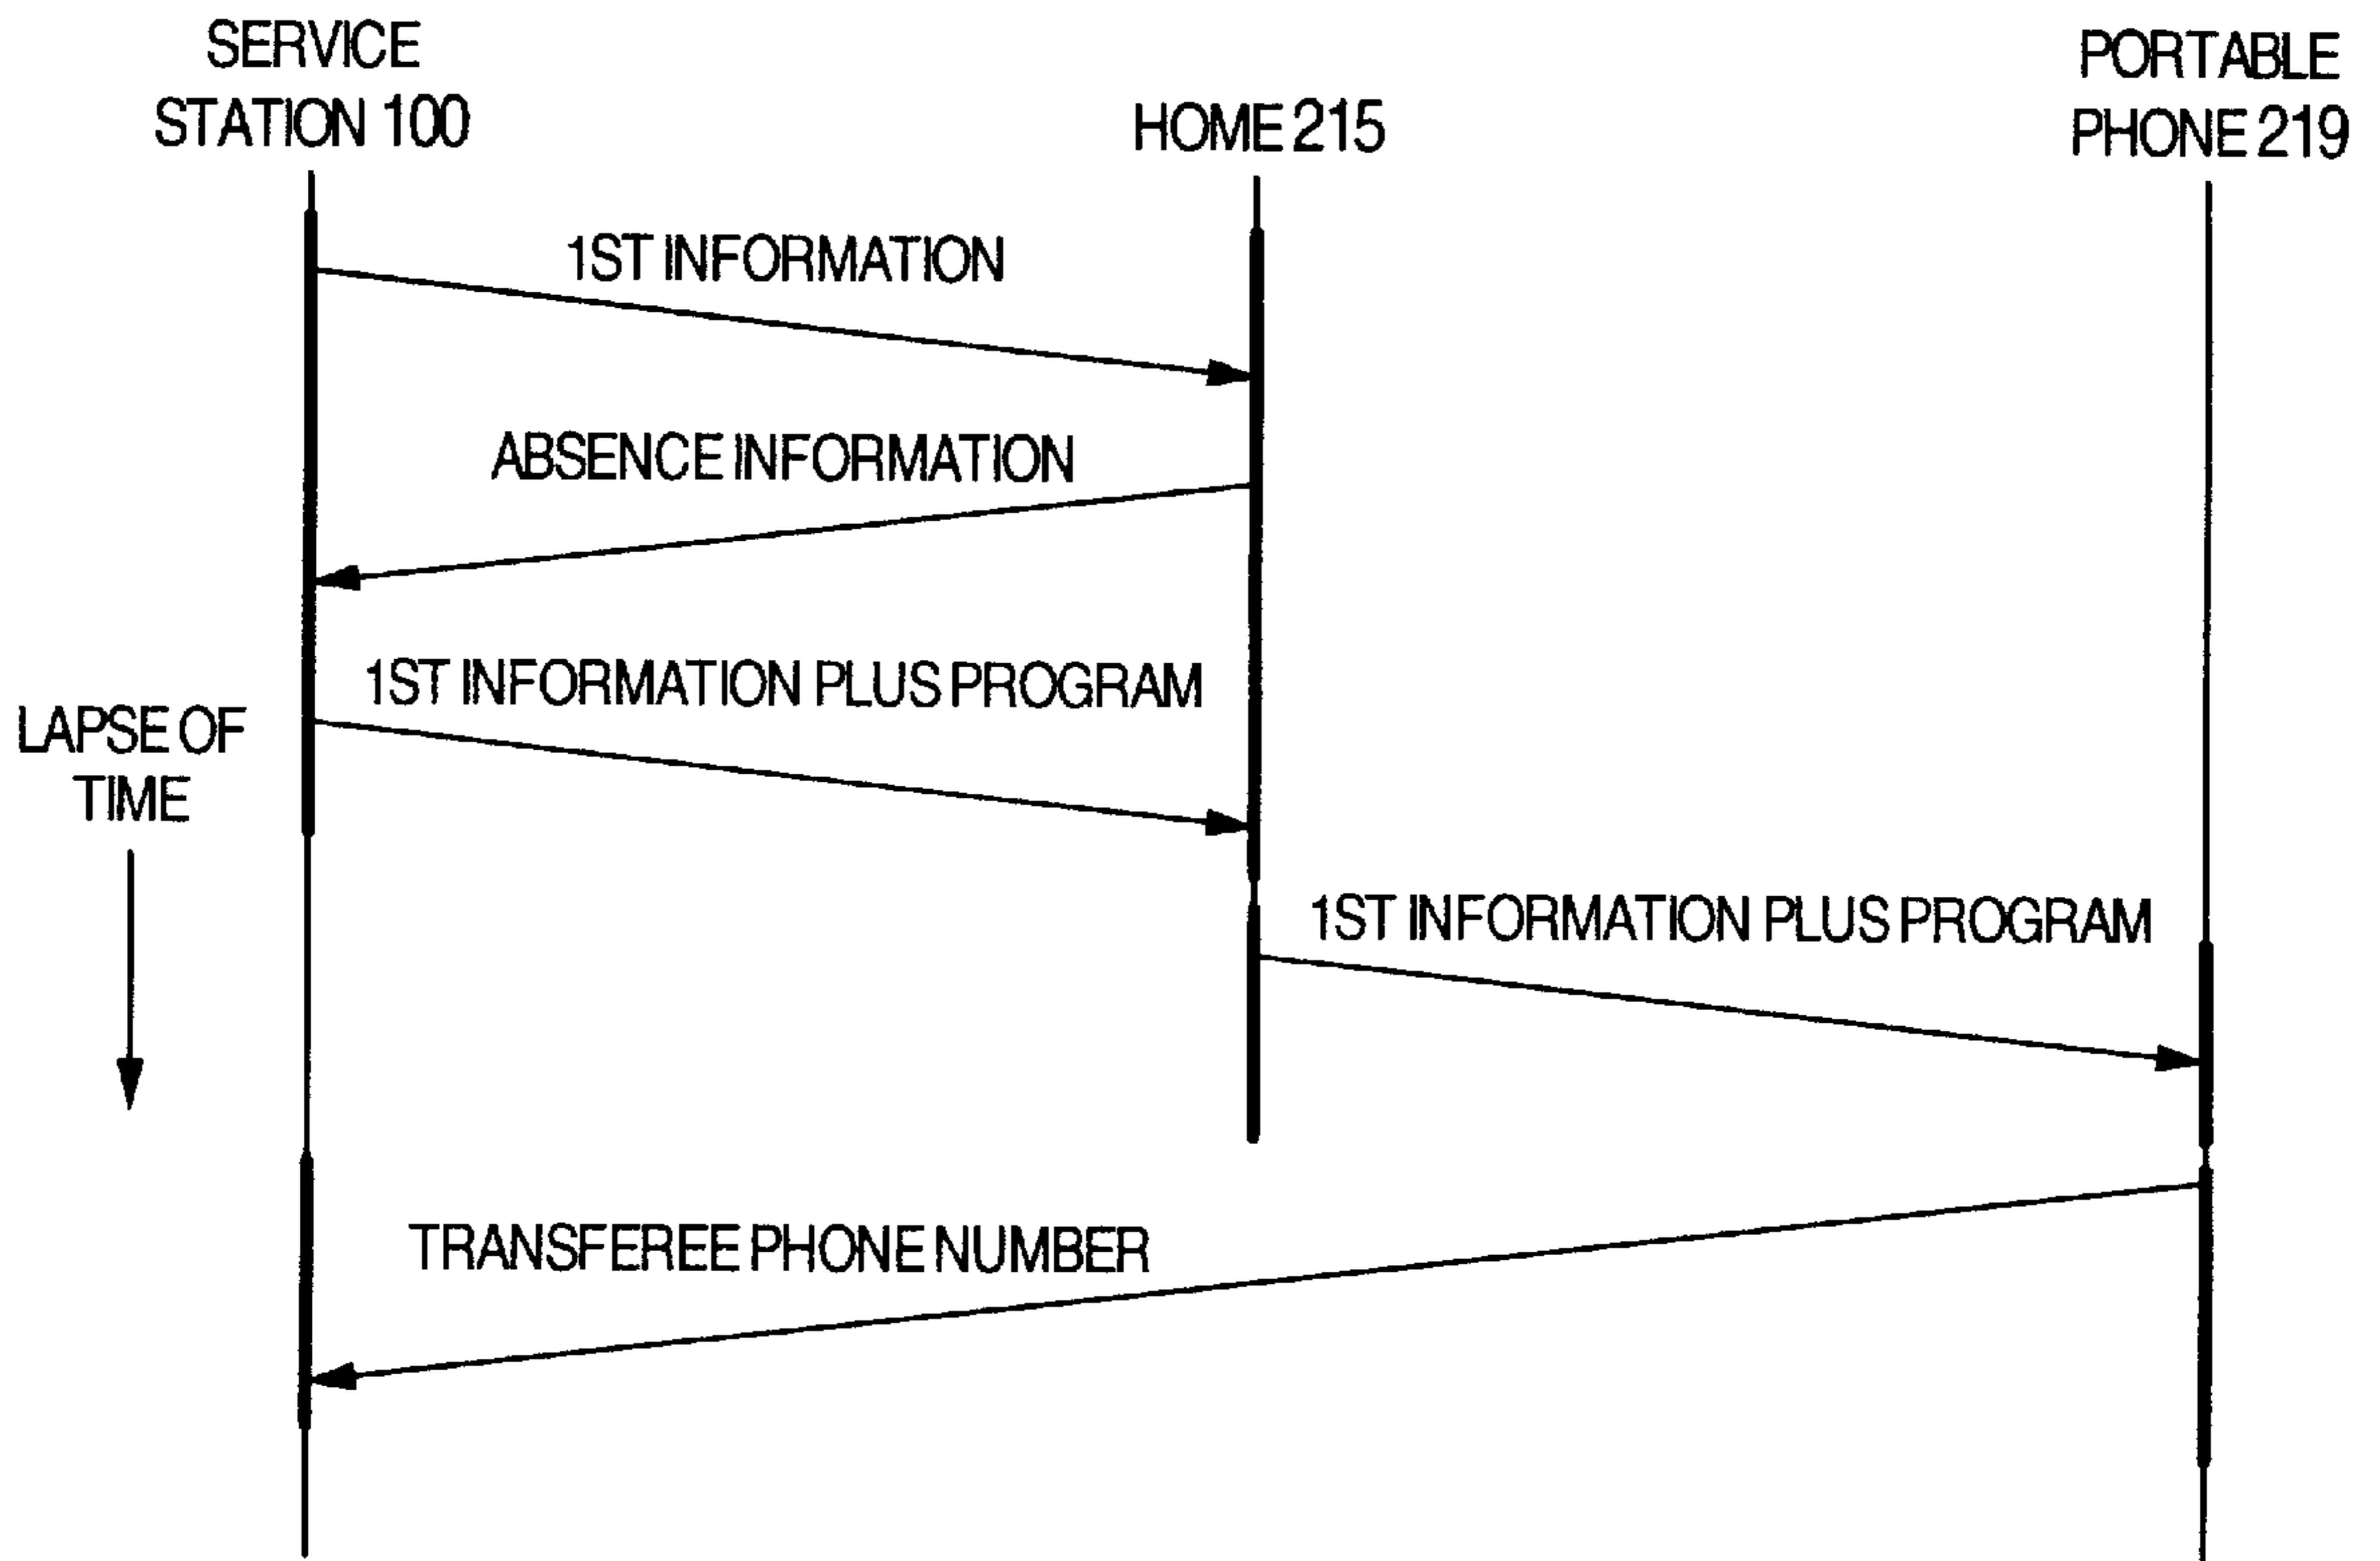 SERVICE
STATION 100
HOME 215
PORTABLE
PHONE 219
1ST INFORMATION
ABSENCE INFORMATION
1ST INFORMATION PLUS PROGRAM
LAPSE OF
TIME
1ST INFORMATION PLUS PROGRAM
TRANSFEREE PHONE NUMBER